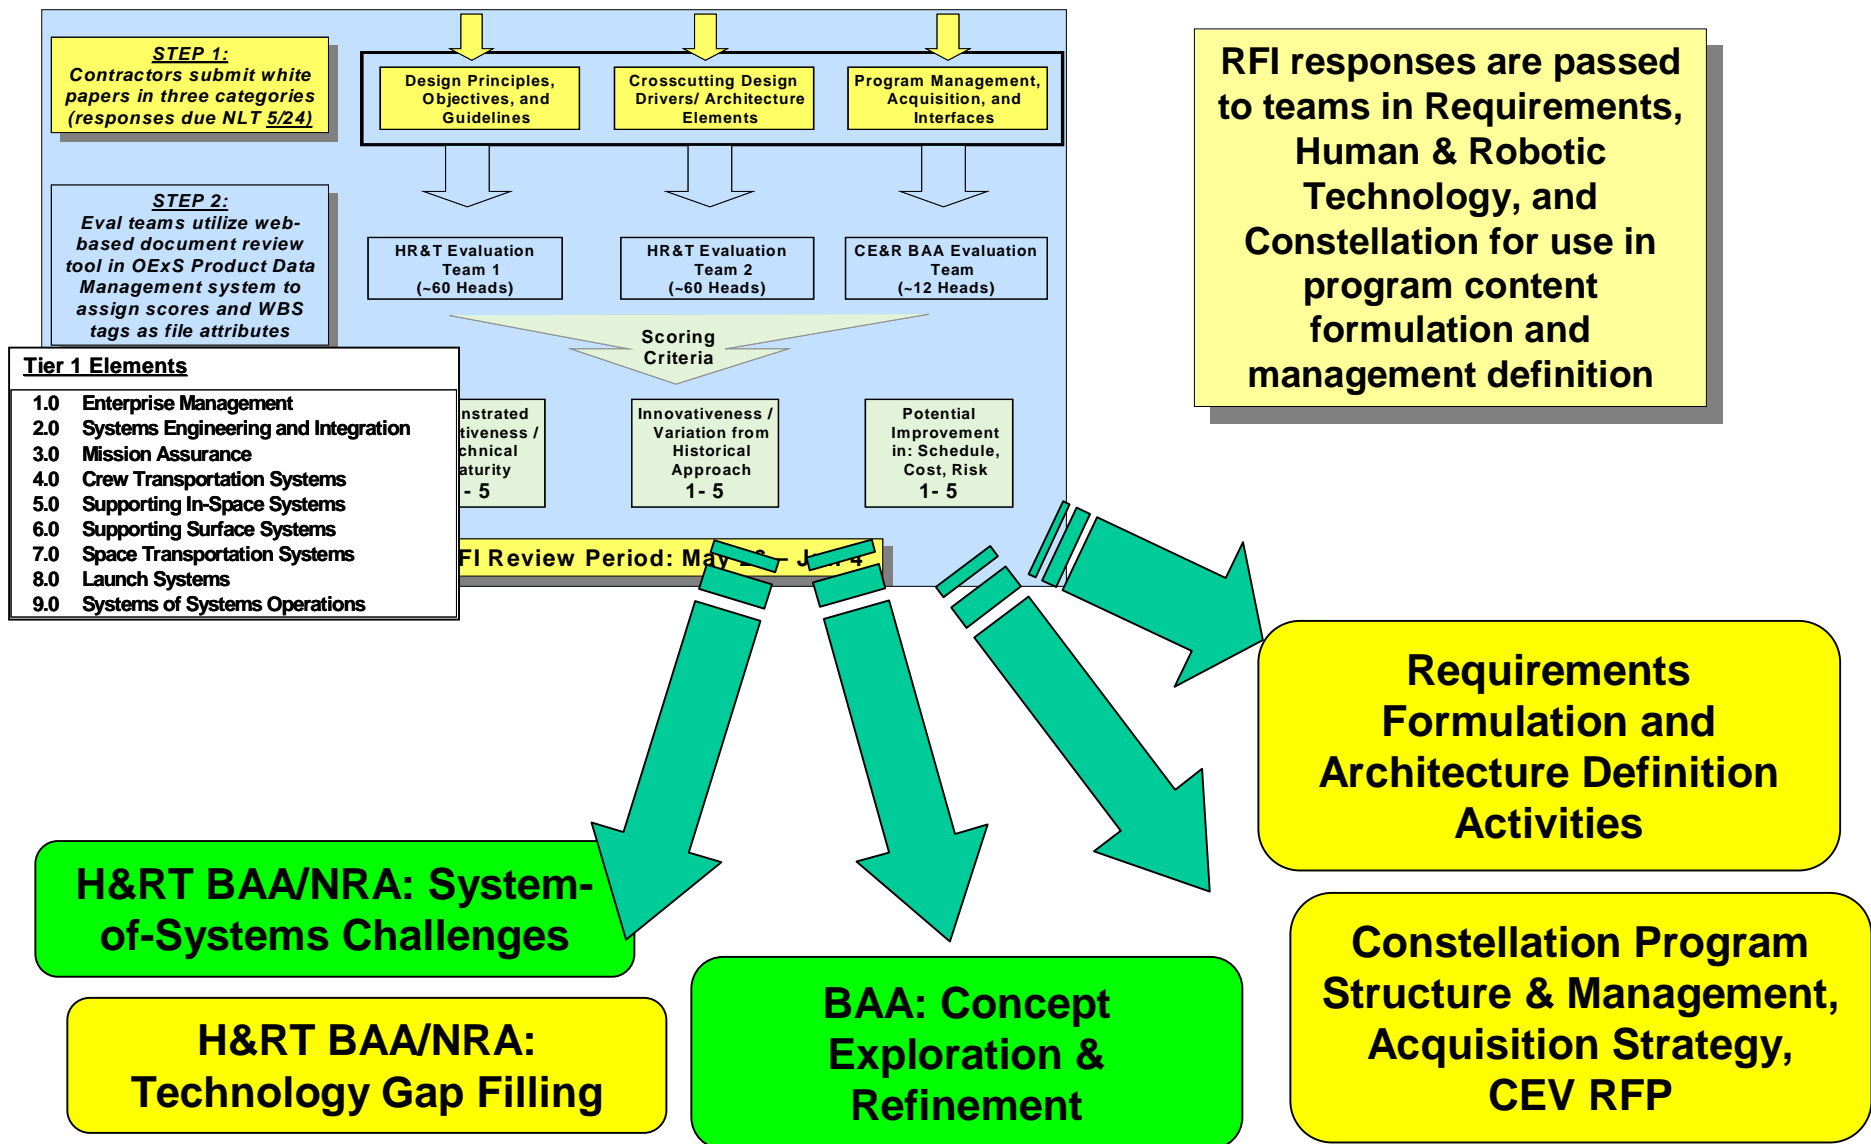 STEP 1:
Contractors submit white
papers in three categories
(responses due NLT 5/24)
Design Principles,
Objectives, and
Guidelines
Crosscutting Design
Drivers/ Architecture
Elements
Program Management,
Acquisition, and
Interfaces
STEP 2:
Eval teams utilize web-
based document review
tool in OExS Product Data
Management system to
assign scores and WBS
tags as file attributes
HR&T Evaluation
Team 1
(~60 Heads)
HR&T Evaluation
Team 2
(~60 Heads)
CE&R BAA Evaluation
Team
(~12 Heads)
Scoring
Criteria
Tier 1 Elements
1.0 Enterprise Management
2.0 Systems Engineering and Integration
3.0 Mission Assurance
4.0 Crew Transportation Systems
5.0 Supporting In-Space Systems
6.0 Supporting Surface Systems
7.0 Space Transportation Systems
8.0 Launch Systems
9.0 Systems of Systems Operations
nstrated
tiveness /
chnical
aturity
- 5
Innovativeness /
Variation from
Historical
Approach
1- 5
Potential
Improvement
in: Schedule,
Cost, Risk
1- 5
FI Review Period: May – 4
RFI responses are passed
to teams in Requirements,
Human & Robotic
Technology, and
Constellation for use in
program content
formulation and
management definition
Requirements
Formulation and
Architecture Definition
Activities
H&RT BAA/NRA: System-
of-Systems Challenges
H&RT BAA/NRA:
Technology Gap Filling
BAA: Concept
Exploration &
Refinement
Constellation Program
Structure & Management,
Acquisition Strategy,
CEV RFP